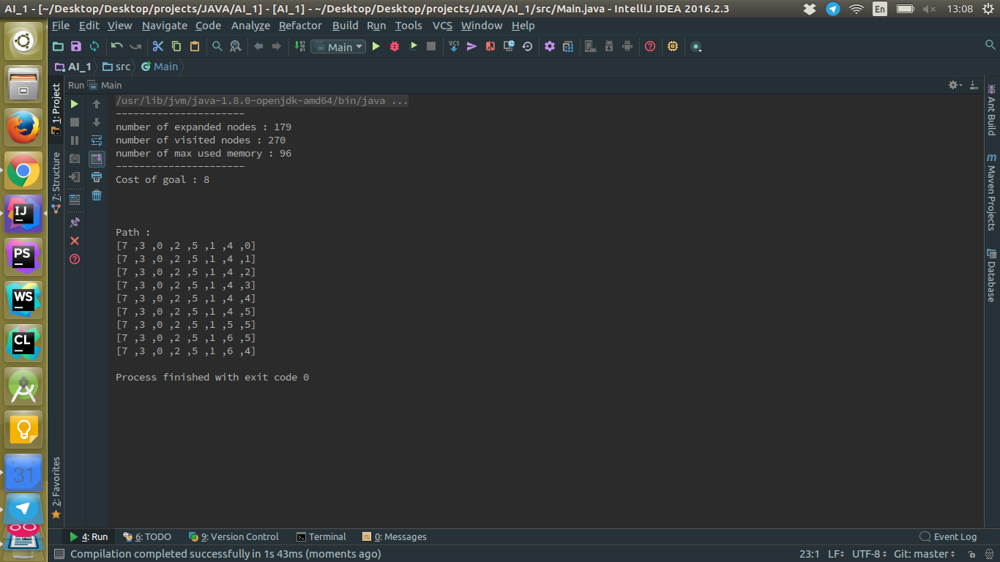 AI_1 - [~/Desktop/Desktop/projects/JAVA/AI_1] - [AI_1] - ~/Desktop/Desktop/projects/JAVA/AI_1/src/Main.java - IntelliJ IDEA 2016.2.3
En
13:08
File Edit View Navigate Code Analyze Refactor Build Run Tools VCS Window Help
Main
VCS
AI_1 src Main
Run Main
1: Project
7: Structure
2: Favorites
/usr/lib/jvm/java-1.8.0-openjdk-amd64/bin/java ...
----------------------
number of expanded nodes : 179
number of visited nodes : 270
number of max used memory : 96
----------------------
Cost of goal : 8
Path :
[7 ,3 ,0 ,2 ,5 ,1 ,4 ,0]
[7 ,3 ,0 ,2 ,5 ,1 ,4 ,1]
[7 ,3 ,0 ,2 ,5 ,1 ,4 ,2]
[7 ,3 ,0 ,2 ,5 ,1 ,4 ,3]
[7 ,3 ,0 ,2 ,5 ,1 ,4 ,4]
[7 ,3 ,0 ,2 ,5 ,1 ,4 ,5]
[7 ,3 ,0 ,2 ,5 ,1 ,5 ,5]
[7 ,3 ,0 ,2 ,5 ,1 ,6 ,5]
[7 ,3 ,0 ,2 ,5 ,1 ,6 ,4]
Process finished with exit code 0
Ant Build
m Maven Projects
Database
IJ
PS
WS
CL
31
4: Run 6: TODO 9: Version Control Terminal 0: Messages Event Log
Compilation completed successfully in 1s 43ms (moments ago) 23:1 LF UTF-8 Git: master